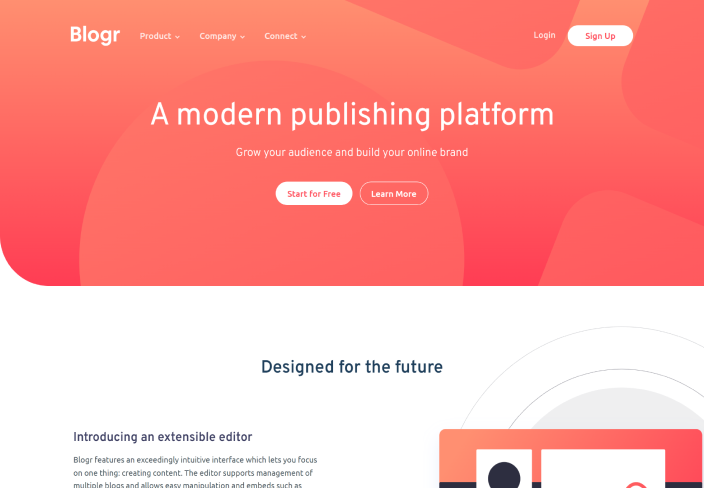 Blogr Product Company Connect Login Sign Up
A modern publishing platform
Grow your audience and build your online brand
Start for Free Learn More
Designed for the future
Introducing an extensible editor
Blogr features an exceedingly intuitive interface which lets you focus
on one thing: creating content. The editor supports management of
multiple blogs and allows easy manipulation and embeds such as